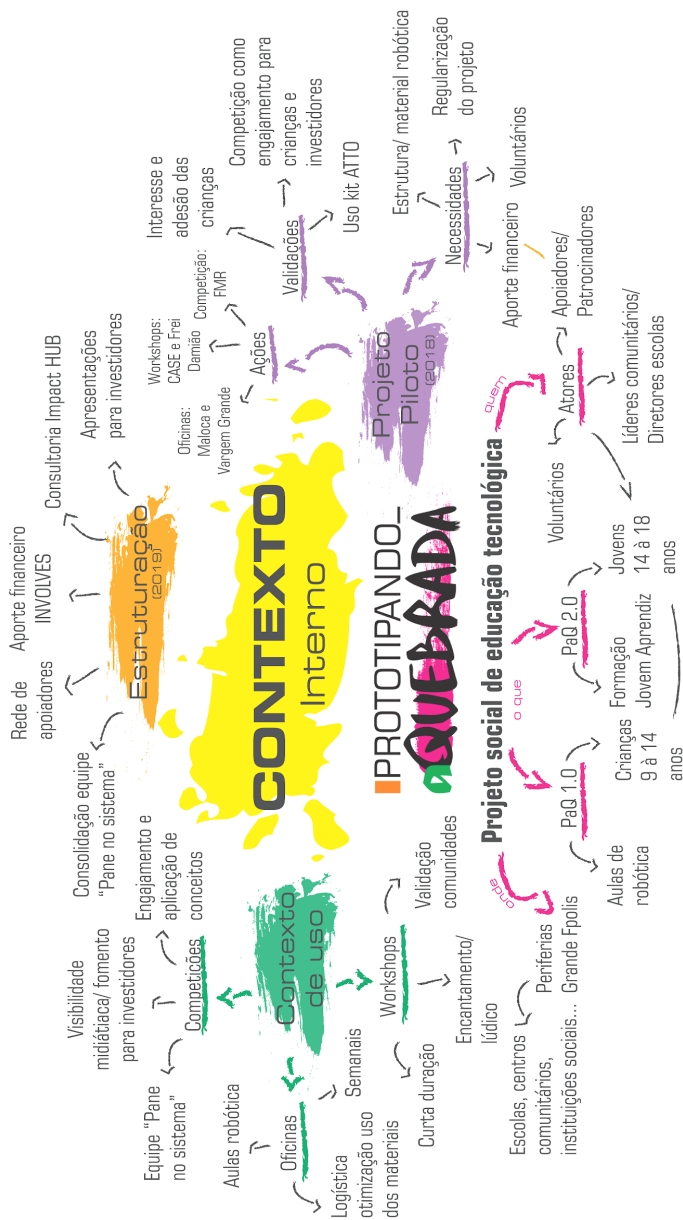 CONTEXTO
Interno
PROTOTIPANDO_
a QUEBRADA
Projeto social de educação tecnológica
Estruturação
(2019)
Consolidação equipe
"Pane no sistema"
Rede de
apoiadores
Aporte financeiro
INVOLVES
Consultoria Impact HUB
Apresentações
para investidores
Projeto
Piloto
(2018)
Ações
Oficinas:
Maloca e
Vargem Grande
Workshops:
CASE e Frei
Damião
Competição:
FMR
Validações
Interesse e
adesão das
crianças
Competição como
engajamento para
crianças e
investidores
Uso kit ATTO
Necessidades
Estrutura/ material robótica
Regularização
do projeto
Voluntários
Aporte financeiro
Contexto
de uso
Competições
Equipe "Pane
no sistema"
Visibilidade
midiátiaca/ fomento
para investidores
Engajamento e
aplicação de
conceitos
Oficinas
Aulas robótica
Semanais
Logística
otimização uso
dos materiais
Workshops
Curta duração
Encantamento/
lúdico
Validação
comunidades
onde
Periferias
Grande Fpolis
Escolas, centros
comunitários,
instituições sociais...
o que
PaQ 1.0
Aulas de
robótica
Crianças
9 à 14
anos
PaQ 2.0
Formação
Jovem Aprendiz
Jovens
14 à 18
anos
quem
Atores
Voluntários
Apoiadores/
Patrocinadores
Líderes comunitários/
Diretores escolas